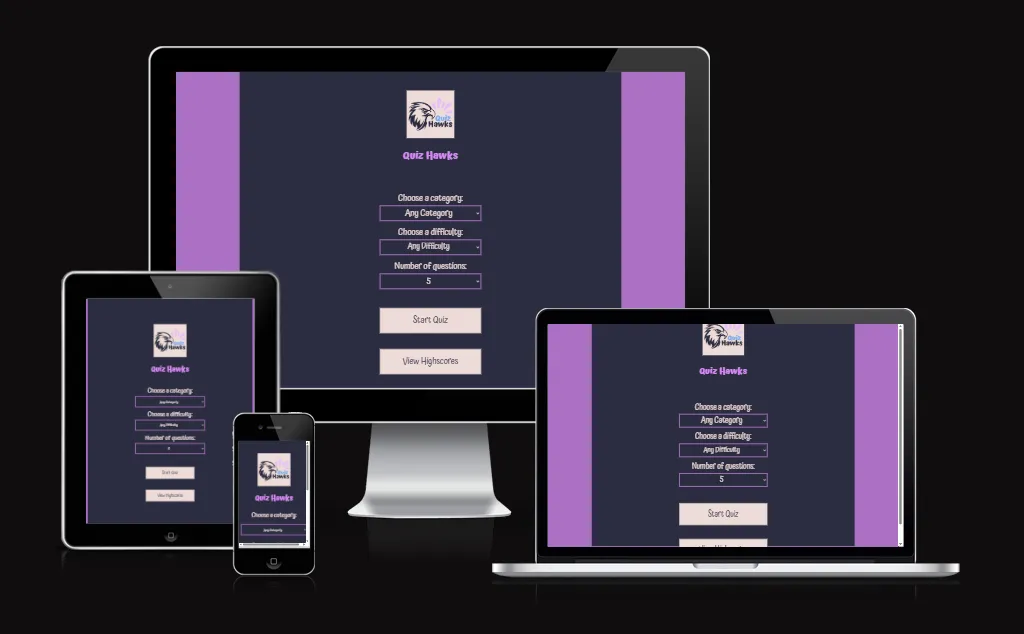 Quiz
Hawks
Quiz Hawks
Choose a category:
Any Category
Choose a difficulty:
Any Difficulty
Number of questions:
5
Start Quiz
View Highscores
Quiz
Hawks
Quiz Hawks
Choose a category:
Any Category
Choose a difficulty:
Any Difficulty
Number of questions:
5
Start Quiz
View Highscores
Quiz
Hawks
Quiz Hawks
Choose a category:
Any Category
Quiz
Hawks
Quiz Hawks
Choose a category:
Any Category
Choose a difficulty:
Any Difficulty
Number of questions:
5
Start Quiz
View Highscores